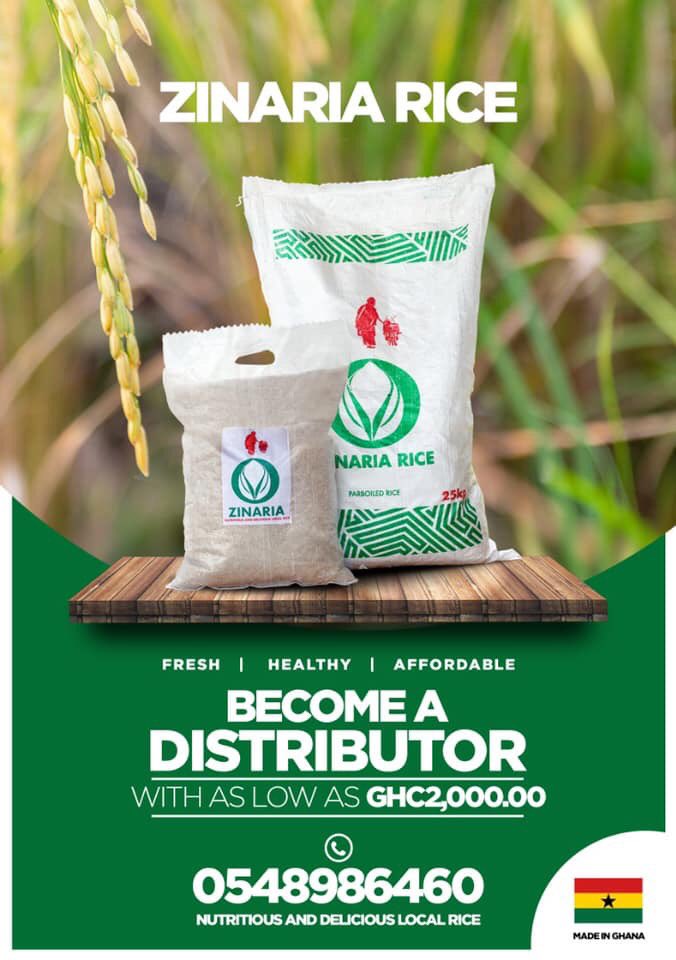 ZINARIA RICE
NARIA RICE
PARBOILED RICE
25kg
ZINARIA
FRESH | HEALTHY | AFFORDABLE
BECOME A
DISTRIBUTOR
WITH AS LOW AS GHC2,000.00
0548986460
NUTRITIOUS AND DELICIOUS LOCAL RICE
MADE IN GHANA